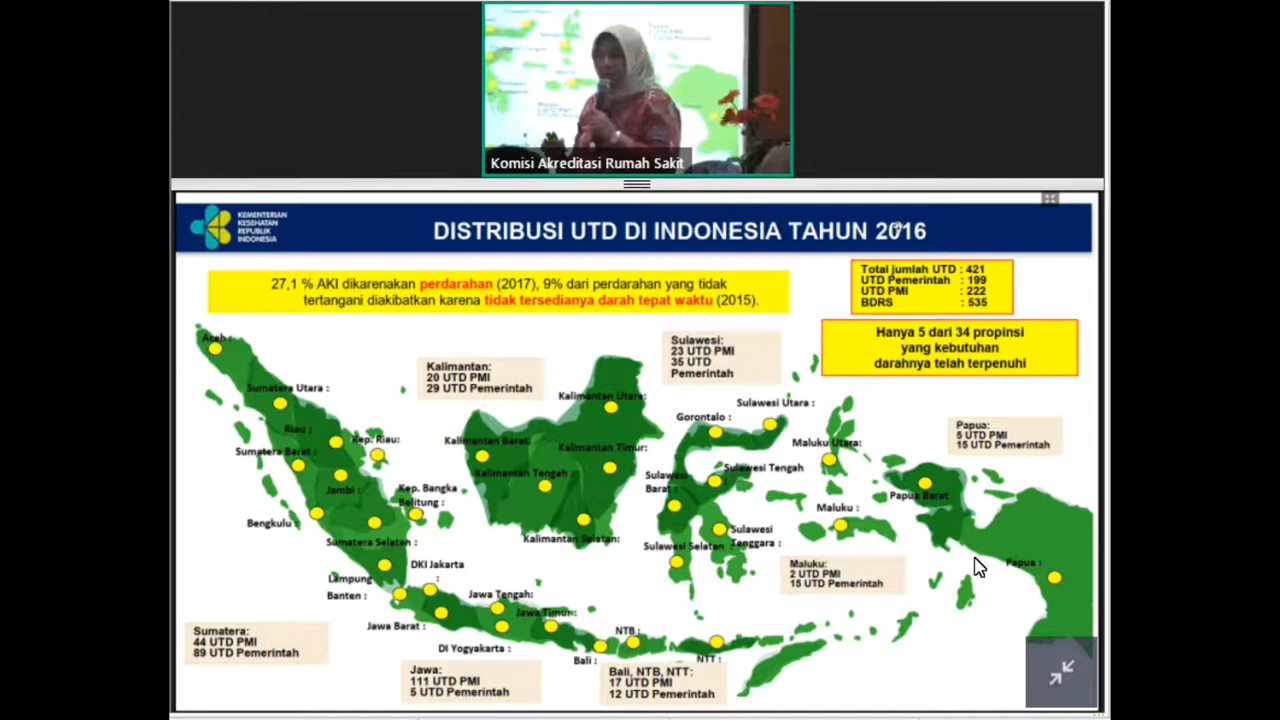 Komisi Akreditasi Rumah Sakit
KEMENTERIAN
KESEHATAN
REPUBLIK
INDONESIA
DISTRIBUSI UTD DI INDONESIA TAHUN 2016
27,1 % AKI dikarenakan perdarahan (2017), 9% dari perdarahan yang tidak
tertangani diakibatkan karena tidak tersedianya darah tepat waktu (2015).
Total jumlah UTD : 421
UTD Pemerintah : 199
UTD PMI : 222
BDRS : 535
Hanya 5 dari 34 propinsi
yang kebutuhan
darahnya telah terpenuhi
Aceh :
Sumatera Utara :
Riau :
Kep. Riau:
Sumatera Barat :
Jambi :
Kep. Bangka
Belitung :
Bengkulu :
Sumatera Selatan :
Lampung
Banten :
DKI Jakarta
:
Jawa Barat :
Jawa Tengah:
Jawa Timur:
DI Yogyakarta :
Bali :
NTB :
NTT :
Kalimantan:
20 UTD PMI
29 UTD Pemerintah
Kalimantan Utara:
Kalimantan Barat:
Kalimantan Timur:
Kalimantan Tengah :
Kalimantan Selatan:
Sulawesi:
23 UTD PMI
35 UTD
Pemerintah
Sulawesi Utara :
Gorontalo :
Sulawesi Tengah
:
Sulawesi
Barat :
Sulawesi
Tenggara :
Sulawesi Selatan :
Maluku Utara:
Maluku :
Papua:
5 UTD PMI
15 UTD Pemerintah
Papua Barat
Papua :
Maluku:
2 UTD PMI
15 UTD Pemerintah
Sumatera:
44 UTD PMI
89 UTD Pemerintah
Jawa:
111 UTD PMI
5 UTD Pemerintah
Bali, NTB, NTT:
17 UTD PMI
12 UTD Pemerintah